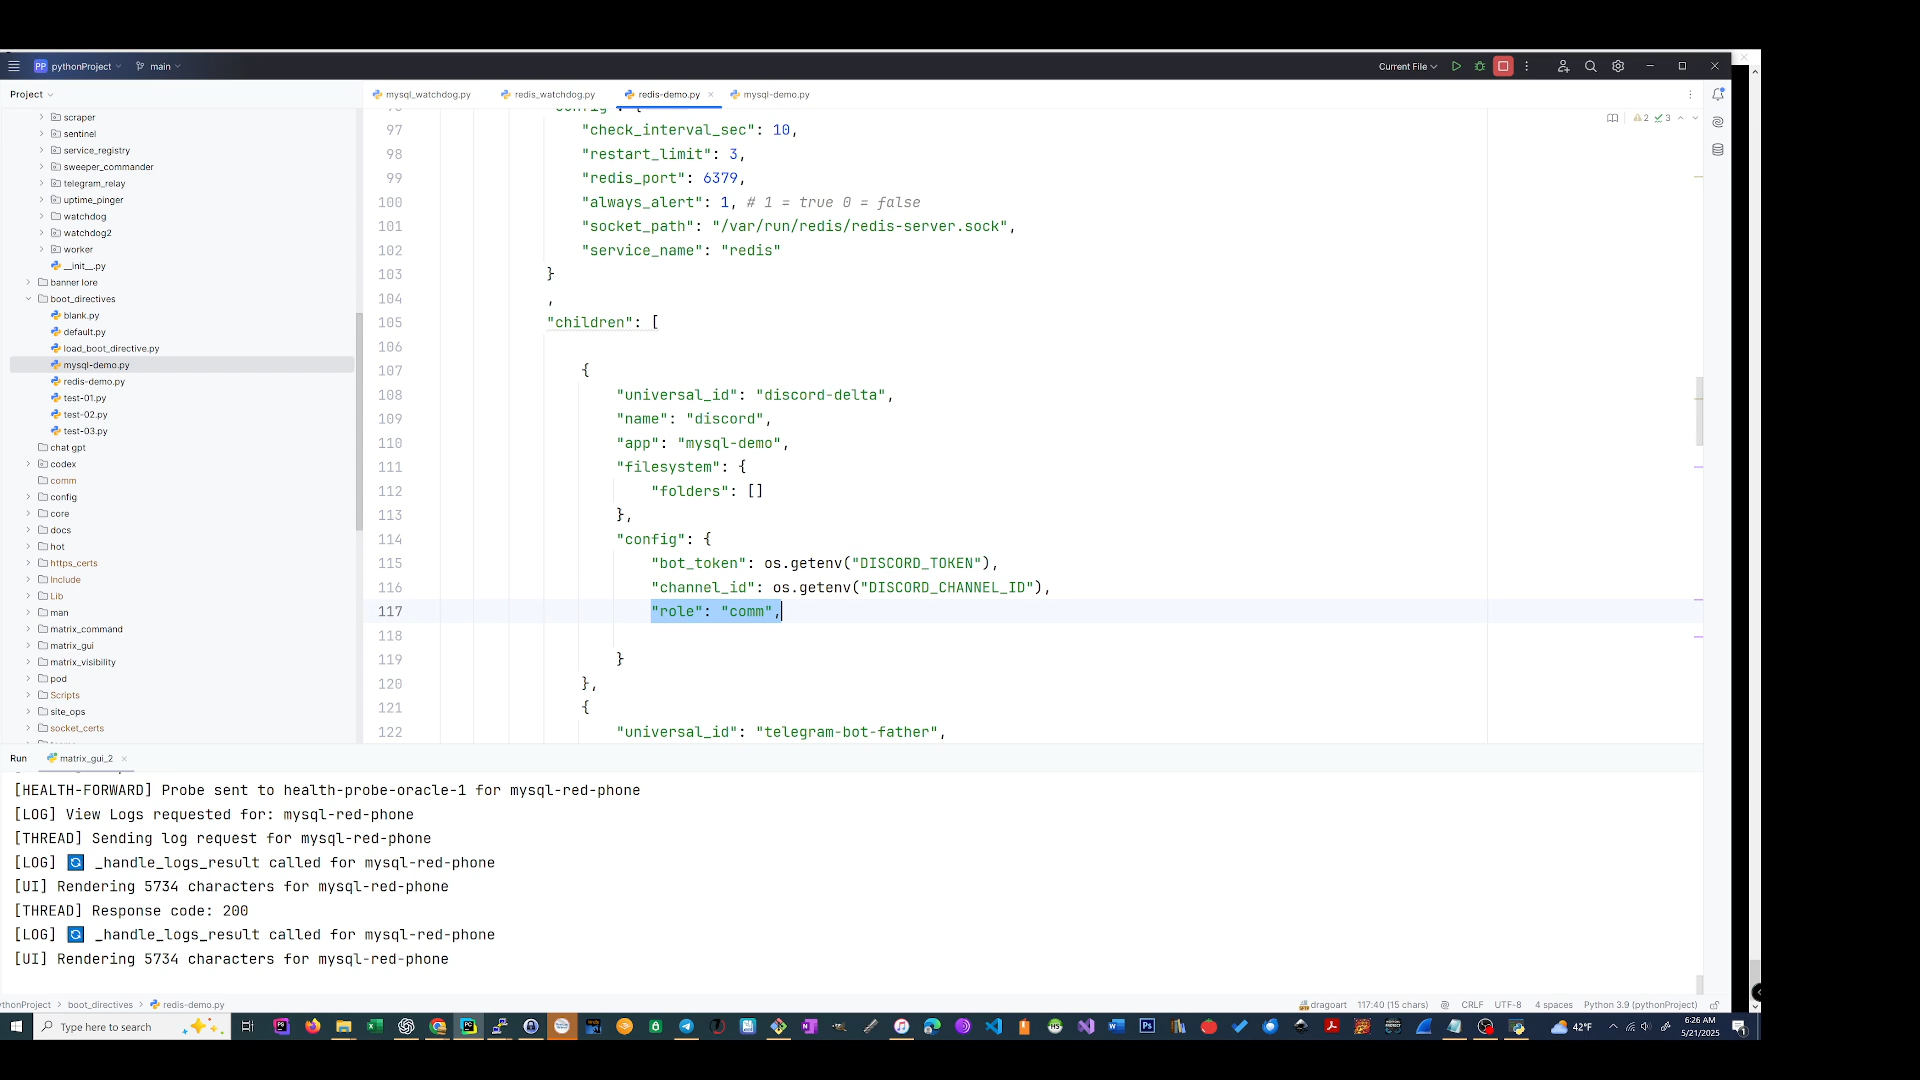 PP pythonProject
main
Current File
Project
mysql_watchdog.py
redis_watchdog.py
redis-demo.py
mysql-demo.py
scraper
sentinel
service_registry
sweeper_commander
telegram_relay
uptime_pinger
watchdog
watchdog2
worker
__init__.py
banner lore
boot_directives
blank.py
default.py
load_boot_directive.py
mysql-demo.py
redis-demo.py
test-01.py
test-02.py
test-03.py
chat gpt
codex
comm
config
core
docs
hot
https_certs
Include
Lib
man
matrix_command
matrix_gui
matrix_visibility
pod
Scripts
site_ops
socket_certs
2 3
97 "check_interval_sec": 10,
98 "restart_limit": 3,
99 "redis_port": 6379,
100 "always_alert": 1, # 1 = true 0 = false
101 "socket_path": "/var/run/redis/redis-server.sock",
102 "service_name": "redis"
103 }
104 ,
105 "children": [
106
107 {
108 "universal_id": "discord-delta",
109 "name": "discord",
110 "app": "mysql-demo",
111 "filesystem": {
112 "folders": []
113 },
114 "config": {
115 "bot_token": os.getenv("DISCORD_TOKEN"),
116 "channel_id": os.getenv("DISCORD_CHANNEL_ID"),
117 "role": "comm",
118
119 }
120 },
121 {
122 "universal_id": "telegram-bot-father",
Run
matrix_gui_2
[HEALTH-FORWARD] Probe sent to health-probe-oracle-1 for mysql-red-phone
[LOG] View Logs requested for: mysql-red-phone
[THREAD] Sending log request for mysql-red-phone
[LOG] 🔄 _handle_logs_result called for mysql-red-phone
[UI] Rendering 5734 characters for mysql-red-phone
[THREAD] Response code: 200
[LOG] 🔄 _handle_logs_result called for mysql-red-phone
[UI] Rendering 5734 characters for mysql-red-phone
ythonProject > boot_directives > redis-demo.py
dragoart 117:40 (15 chars) CRLF UTF-8 4 spaces Python 3.9 (pythonProject)
Type here to search
42°F
6:26 AM
5/21/2025